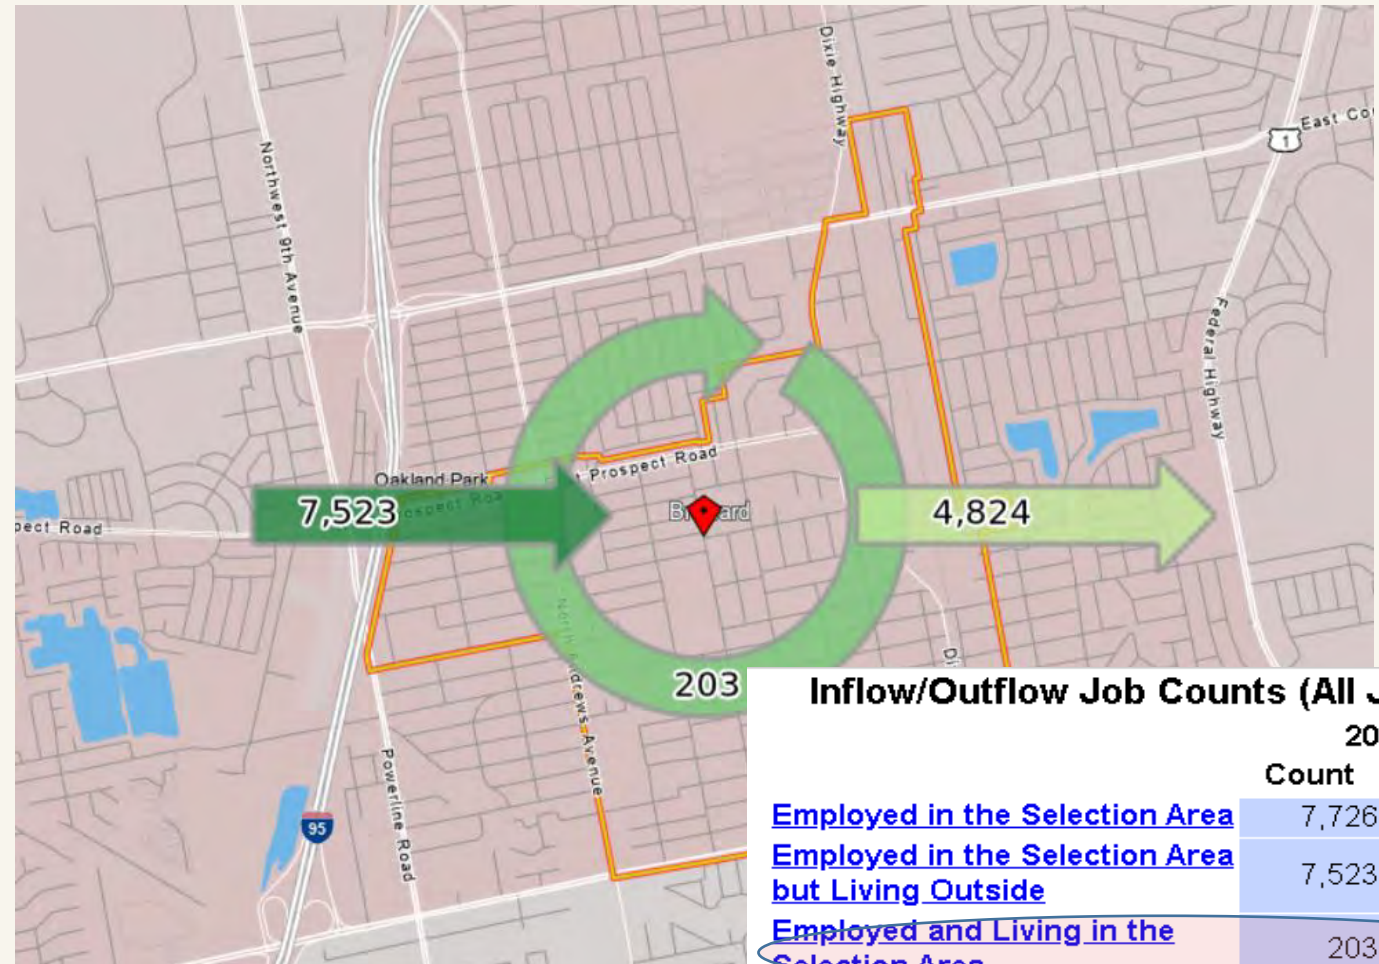 Dixie Highway
East Co
1
Northwest 9th Avenue
Federal Highway
Oakland Park
Prospect Road
7,523
4,824
pect Road
North Andrews Avenue
Di
203
Powerline Road
95
Inflow/Outflow Job Counts (All J
20
Count
Employed in the Selection Area 7,726
Employed in the Selection Area
but Living Outside 7,523
Employed and Living in the
Selection Area 203